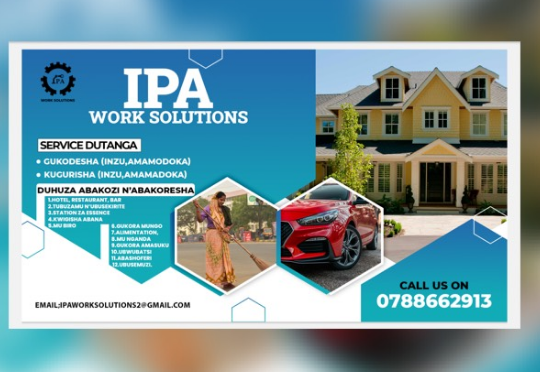 IPA
WORK SOLUTIONS
IPA
WORK SOLUTIONS
SERVICE DUTANGA
GUKODESHA (INZU,AMAMODOKA)
KUGURISHA (INZU,AMAMADOKA)
DUHUZA ABAKOZI N'ABAKORESHA
1.HOTEL, RESTAURANT, BAR
2.TUBUZAMU N'UBUSEKIRITE
3.STATION ZA ESSENCE
4.KWIGISHA ABANA
5.MU BIRO
6.GUKORA MUNGO
7.ALIMENTATION,
8.MU NGANDA
9.GUKORA AMASUKU
10.UBWUBATSI
11.ABASHOFERI
12.UBUSEMUZI.
EMAIL;IPAWORKSOLUTIONS2@GMAIL.COM
CALL US ON
0788662913